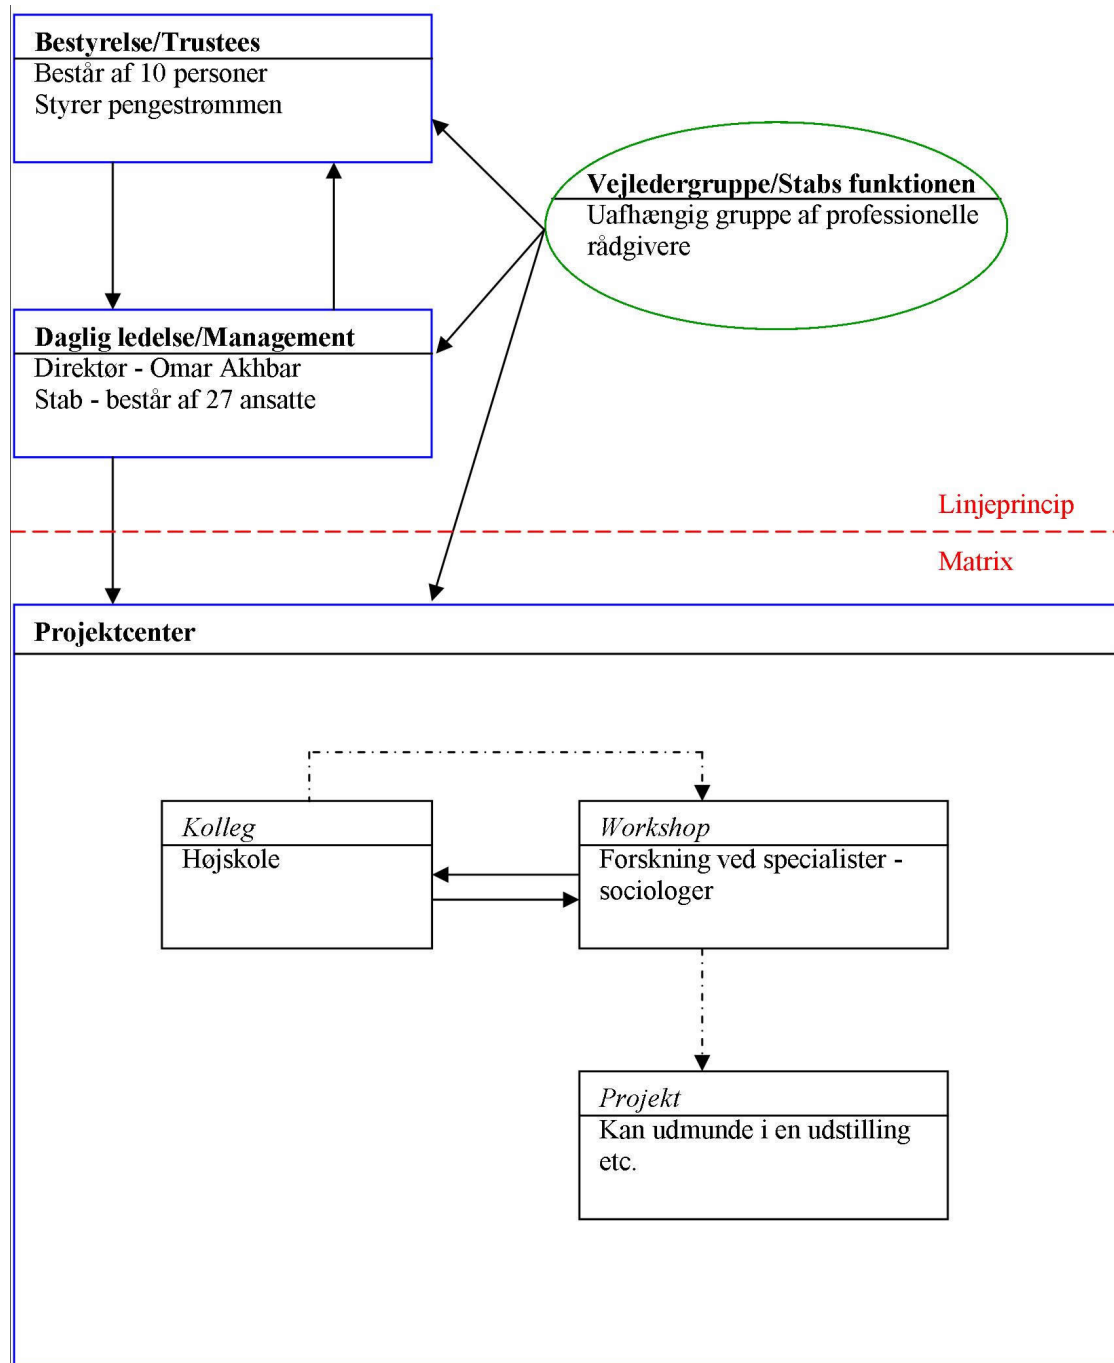 Bestyrelse/Trustees
Består af 10 personer
Styrer pengestrømmen
Vejledergruppe/Stabs funktionen
Uafhængig gruppe af professionelle
rådgivere
Daglig ledelse/Management
Direktør - Omar Akhbar
Stab - består af 27 ansatte
Linjeprincip
Matrix
Projektcenter
Kolleg
Højskole
Workshop
Forskning ved specialister -
sociologer
Projekt
Kan udmunde i en udstilling
etc.